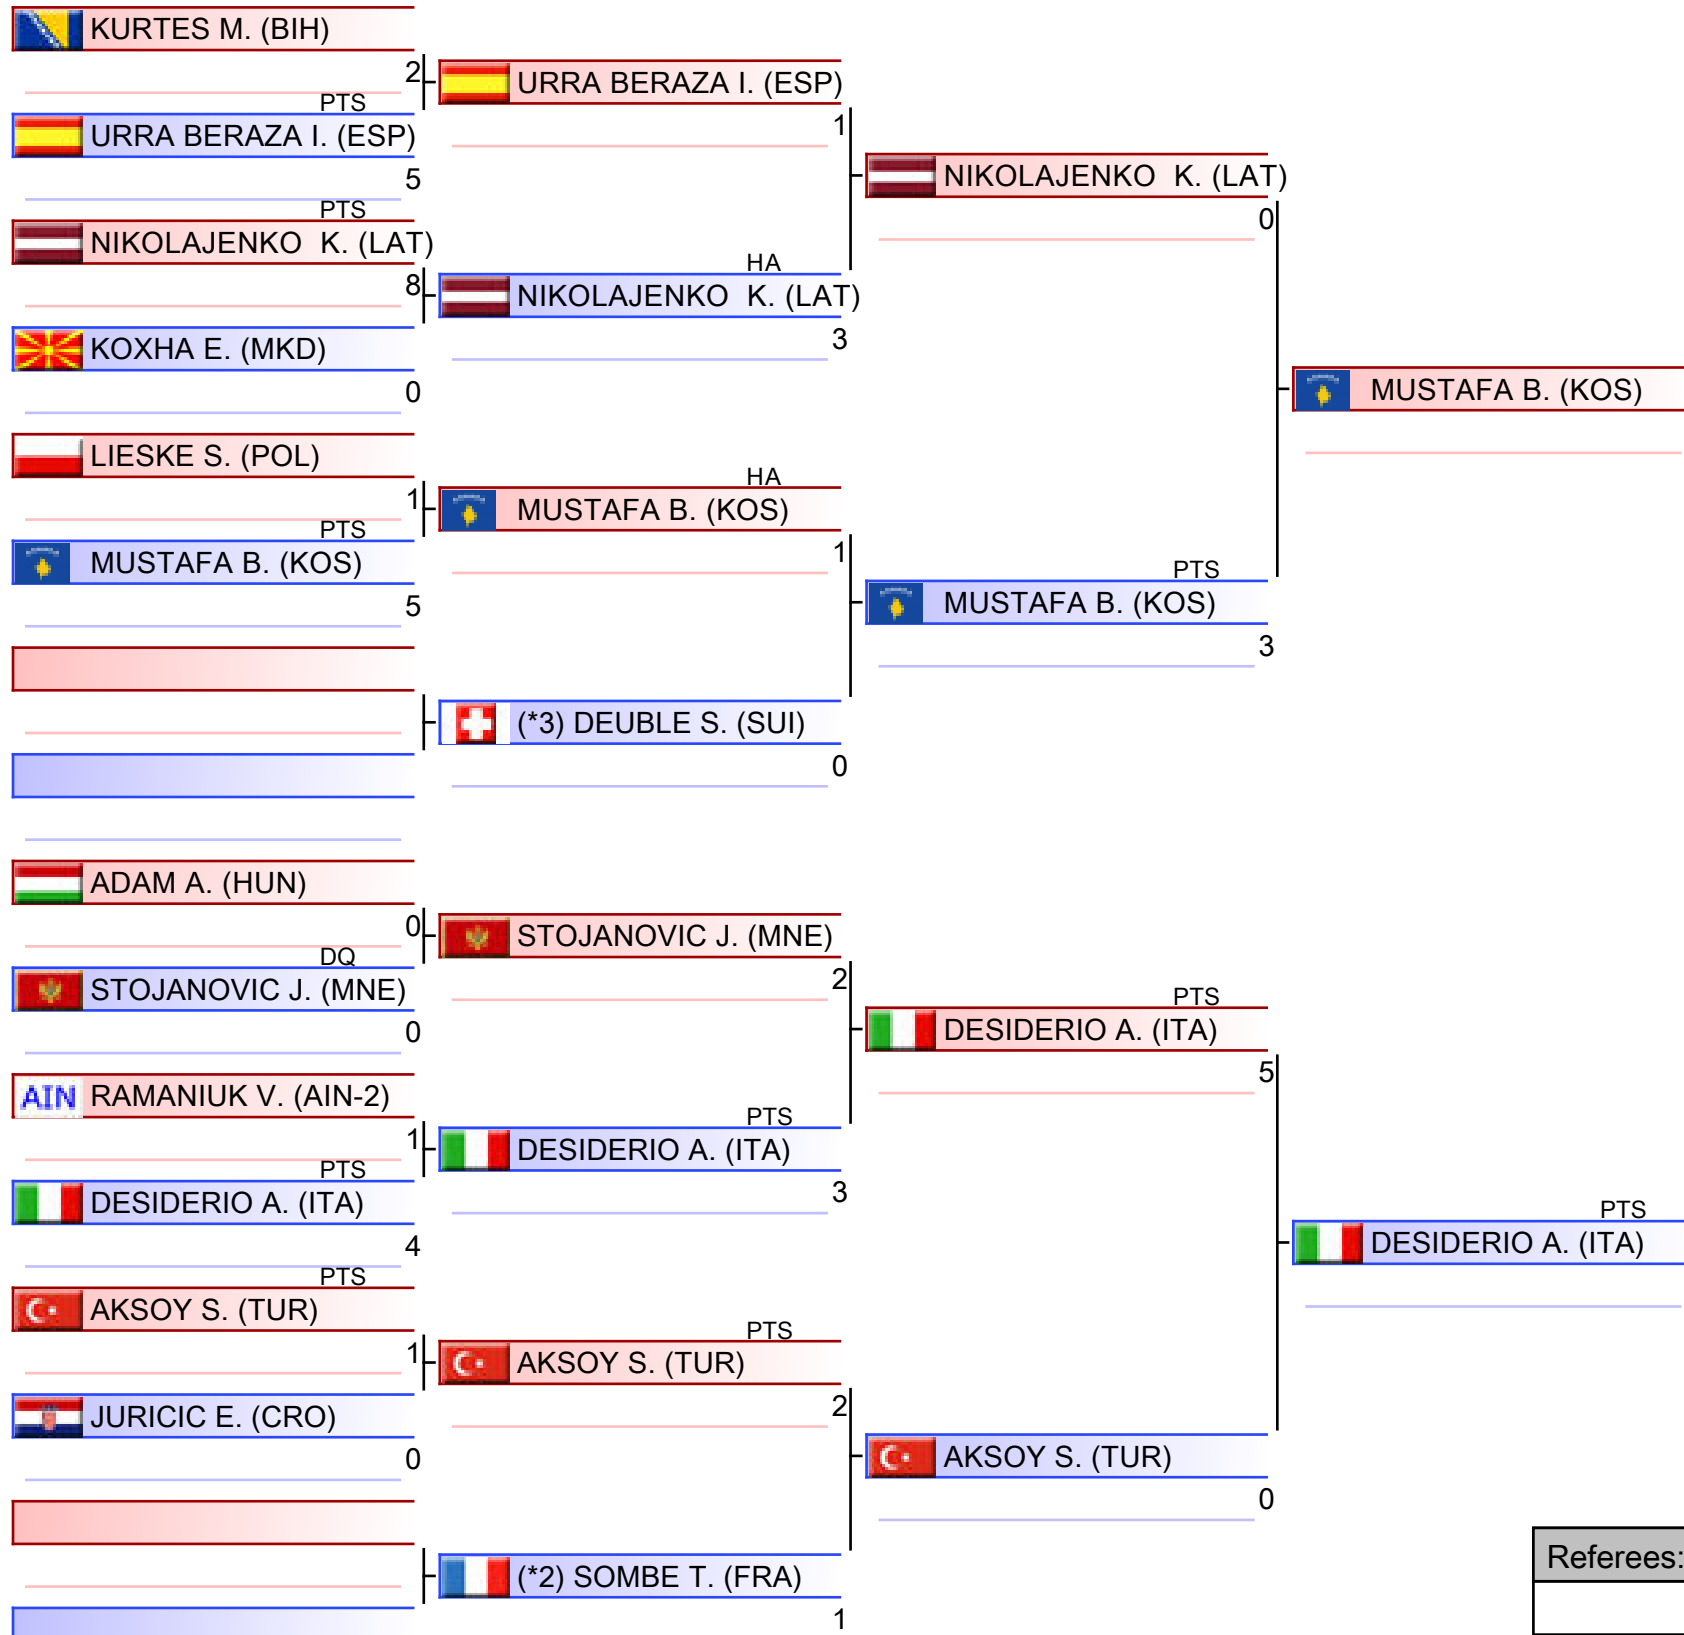 KURTES M. (BIH)
2
PTS
URRA BERAZA I. (ESP)
5
PTS
NIKOLAJENKO K. (LAT)
8
KOXHA E. (MKD)
0
LIESKE S. (POL)
1
PTS
MUSTAFA B. (KOS)
5
ADAM A. (HUN)
0
DQ
STOJANOVIC J. (MNE)
0
AIN RAMANIUK V. (AIN-2)
1
PTS
DESIDERIO A. (ITA)
4
PTS
AKSOY S. (TUR)
1
JURICIC E. (CRO)
0
URRA BERAZA I. (ESP)
1
HA
NIKOLAJENKO K. (LAT)
3
HA
MUSTAFA B. (KOS)
1
(*3) DEUBLE S. (SUI)
0
STOJANOVIC J. (MNE)
2
PTS
DESIDERIO A. (ITA)
3
PTS
AKSOY S. (TUR)
2
(*2) SOMBE T. (FRA)
1
NIKOLAJENKO K. (LAT)
0
PTS
MUSTAFA B. (KOS)
3
PTS
DESIDERIO A. (ITA)
5
AKSOY S. (TUR)
0
MUSTAFA B. (KOS)
PTS
DESIDERIO A. (ITA)
Referees: